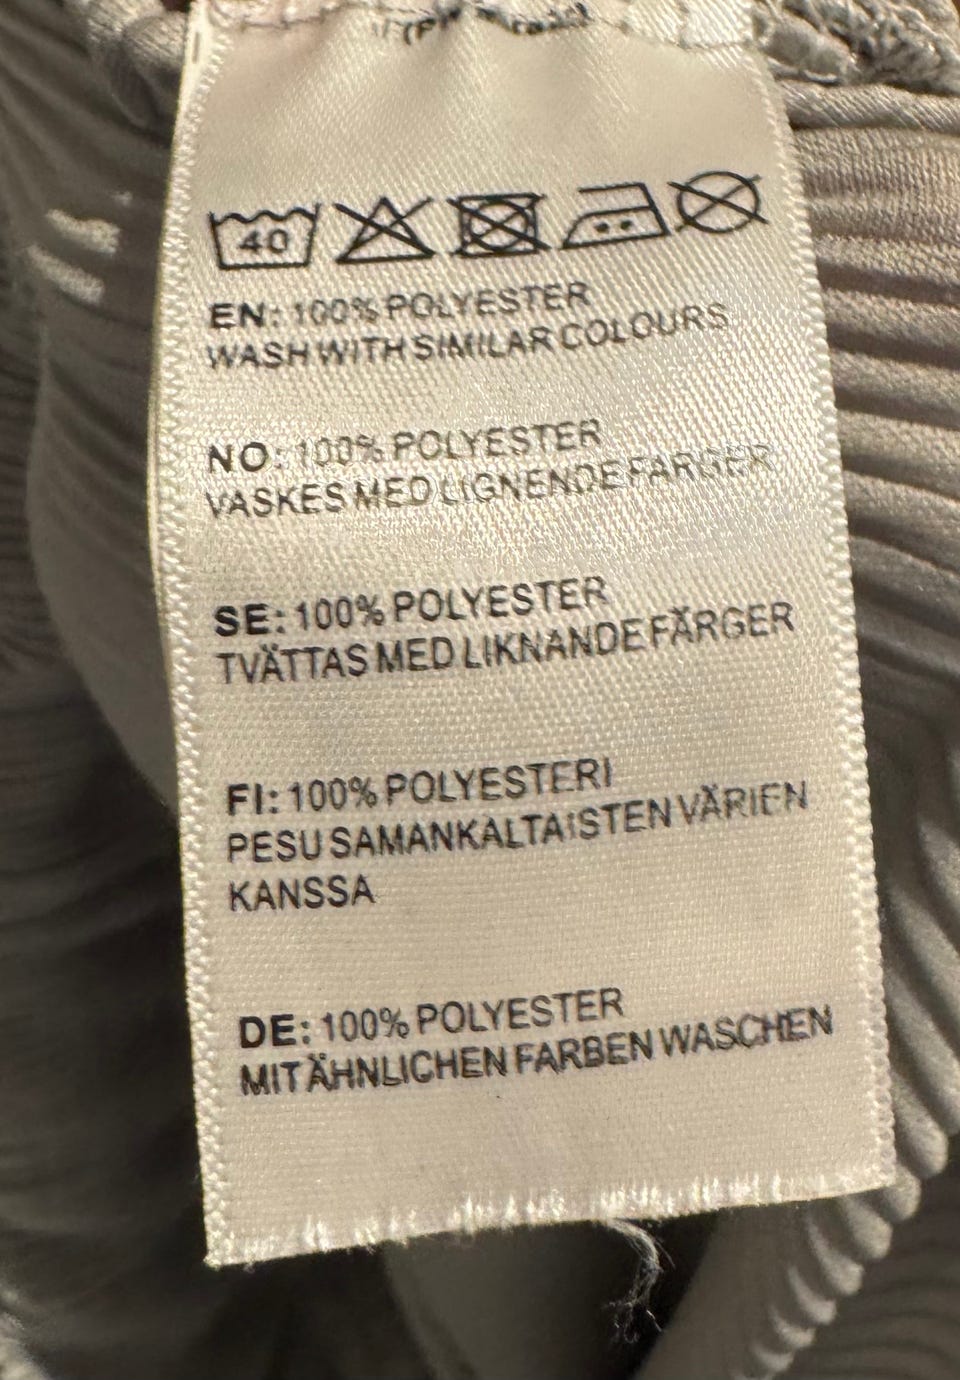 40
EN: 100% POLYESTER
WASH WITH SIMILAR COLOURS
NO: 100% POLYESTER
VASKES MED LIGNENDE FARGER
SE: 100% POLYESTER
TVÄTTAS MED LIKNANDE FÄRGER
FI: 100% POLYESTERI
PESU SAMANKALTAISTEN VÄRIEN
KANSSA
DE: 100% POLYESTER
MIT ÄHNLICHEN FARBEN WASCHEN